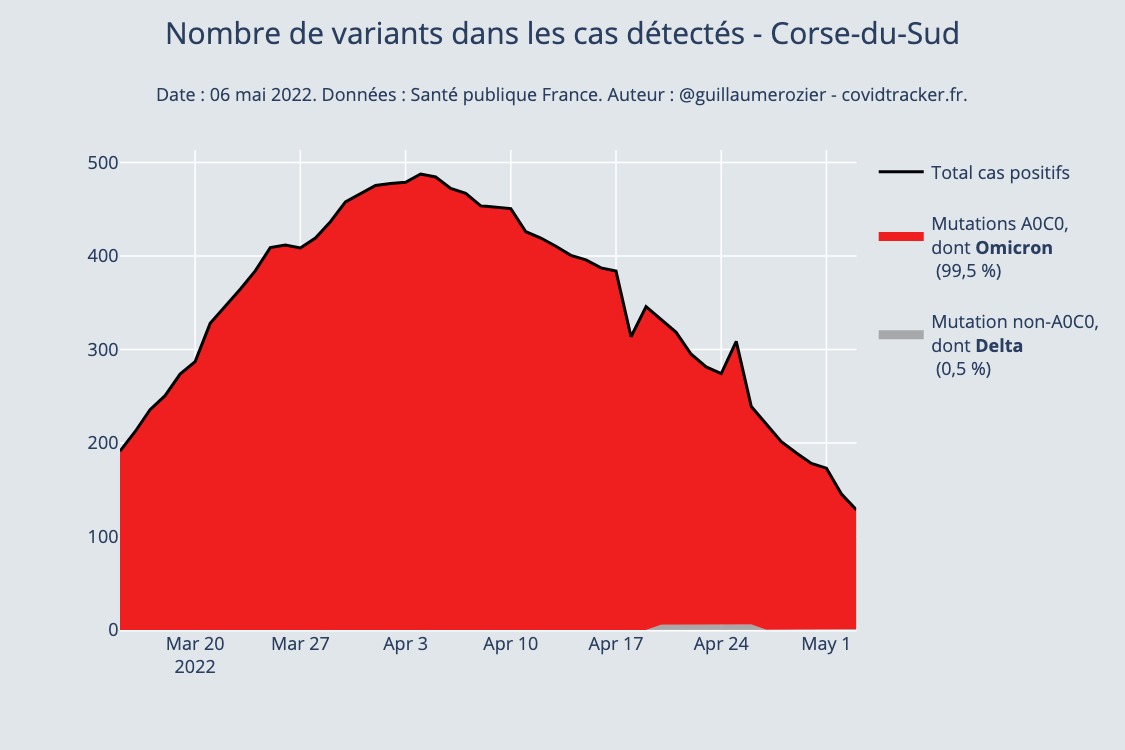 Nombre de variants dans les cas détectés - Corse-du-Sud
Date : 06 mai 2022. Données : Santé publique France. Auteur : @guillaumerozier - covidtracker.fr.
500
400
300
200
100
0
Mar 20
2022
Mar 27
Apr 3
Apr 10
Apr 17
Apr 24
May 1
Total cas positifs
Mutations A0C0,
dont Omicron
(99,5 %)
Mutation non-A0C0,
dont Delta
(0,5 %)